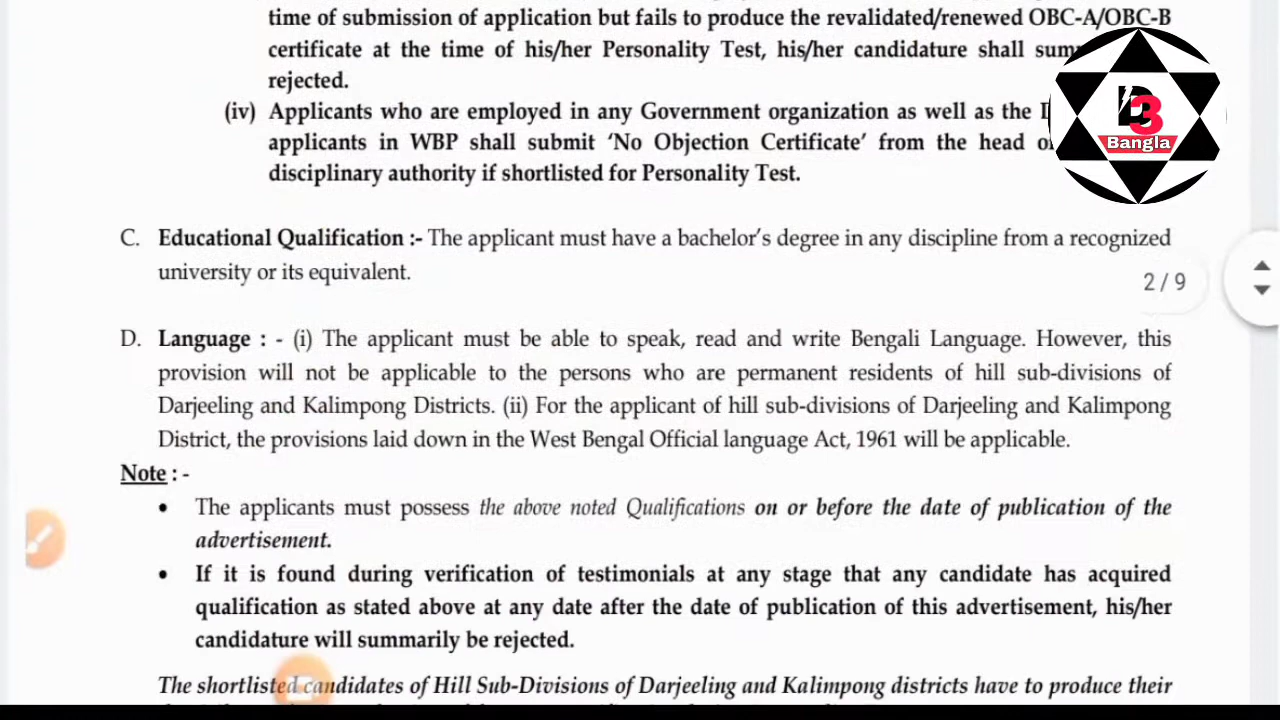 time of submission of application but fails to produce the revalidated/renewed OBC-A/OBC-B
certificate at the time of his/her Personality Test, his/her candidature shall
rejected.
(iv) Applicants who are employed in any Government organization as well as the
applicants in WBP shall submit ‘No Objection Certificate’ from the head
disciplinary authority if shortlisted for Personality Test.
D3
Bangla
C. Educational Qualification :- The applicant must have a bachelor’s degree in any discipline from a recognized
university or its equivalent.
2 / 9
D. Language : - (i) The applicant must be able to speak, read and write Bengali Language. However, this
provision will not be applicable to the persons who are permanent residents of hill sub-divisions of
Darjeeling and Kalimpong Districts. (ii) For the applicant of hill sub-divisions of Darjeeling and Kalimpong
District, the provisions laid down in the West Bengal Official language Act, 1961 will be applicable.
Note : -
• The applicants must possess the above noted Qualifications on or before the date of publication of the
advertisement.
• If it is found during verification of testimonials at any stage that any candidate has acquired
qualification as stated above at any date after the date of publication of this advertisement, his/her
candidature will summarily be rejected.
The shortlisted candidates of Hill Sub-Divisions of Darjeeling and Kalimpong districts have to produce their